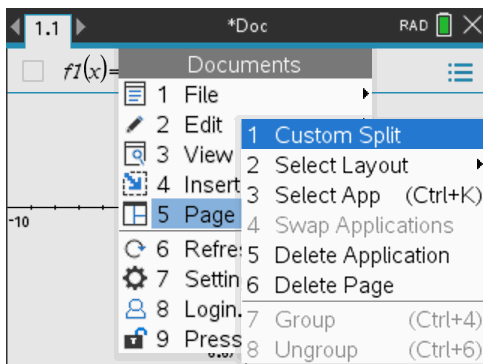 1.1 *Doc RAD
f1(x)=
Documents
1 File
2 Edit
3 View
4 Insert
5 Page
6 Refre
7 Settin
8 Login.
9 Press
1 Custom Split
2 Select Layout
3 Select App (Ctrl+K)
4 Swap Applications
5 Delete Application
6 Delete Page
7 Group (Ctrl+4)
8 Ungroup (Ctrl+6)
-10